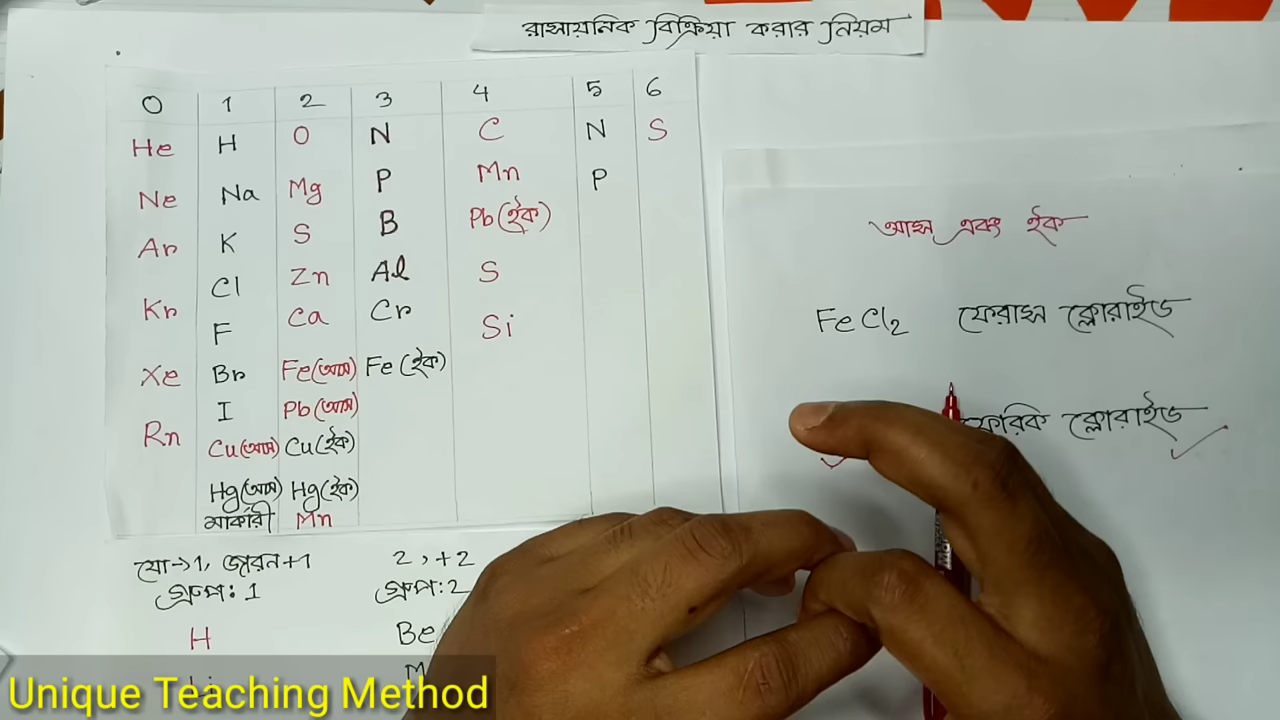 রাসায়নিক বিক্রিয়া করার নিয়ম
0 1 2 3 4 5 6
He H O N C N S
Ne Na Mg P Mn P
Ar K S B Pb(ইক)
Cl Zn Al S
Kr F Ca Cr Si
Xe Br Fe(আস) Fe(ইক)
I Pb(আস)
Rn Cu(আস) Cu(ইক)
Hg(আস) Hg(ইক)
মার্কারী Mn
যো→1, জারন+1 2, +2
গ্রুপ: 1 গ্রুপ: 2
H Be
আস এবং ইক
FeCl2 ফেরাস ক্লোরাইড
ফেরিক ক্লোরাইড
Unique Teaching Method